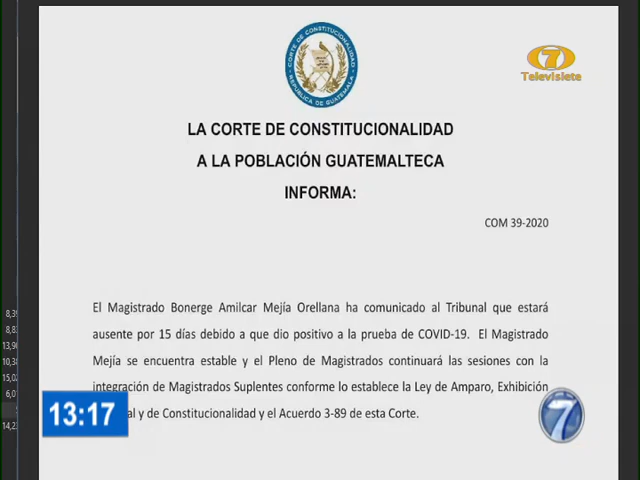 CORTE DE CONSTITUCIONALIDAD
REPUBLICA DE GUATEMALA
7
Televisiete
LA CORTE DE CONSTITUCIONALIDAD
A LA POBLACIÓN GUATEMALTECA
INFORMA:
COM 39-2020
El Magistrado Bonerge Amilcar Mejía Orellana ha comunicado al Tribunal que estará
ausente por 15 días debido a que dio positivo a la prueba de COVID-19. El Magistrado
Mejía se encuentra estable y el Pleno de Magistrados continuará las sesiones con la
integración de Magistrados Suplentes conforme lo establece la Ley de Amparo, Exhibición
al y de Constitucionalidad y el Acuerdo 3-89 de esta Corte.
13:17
7